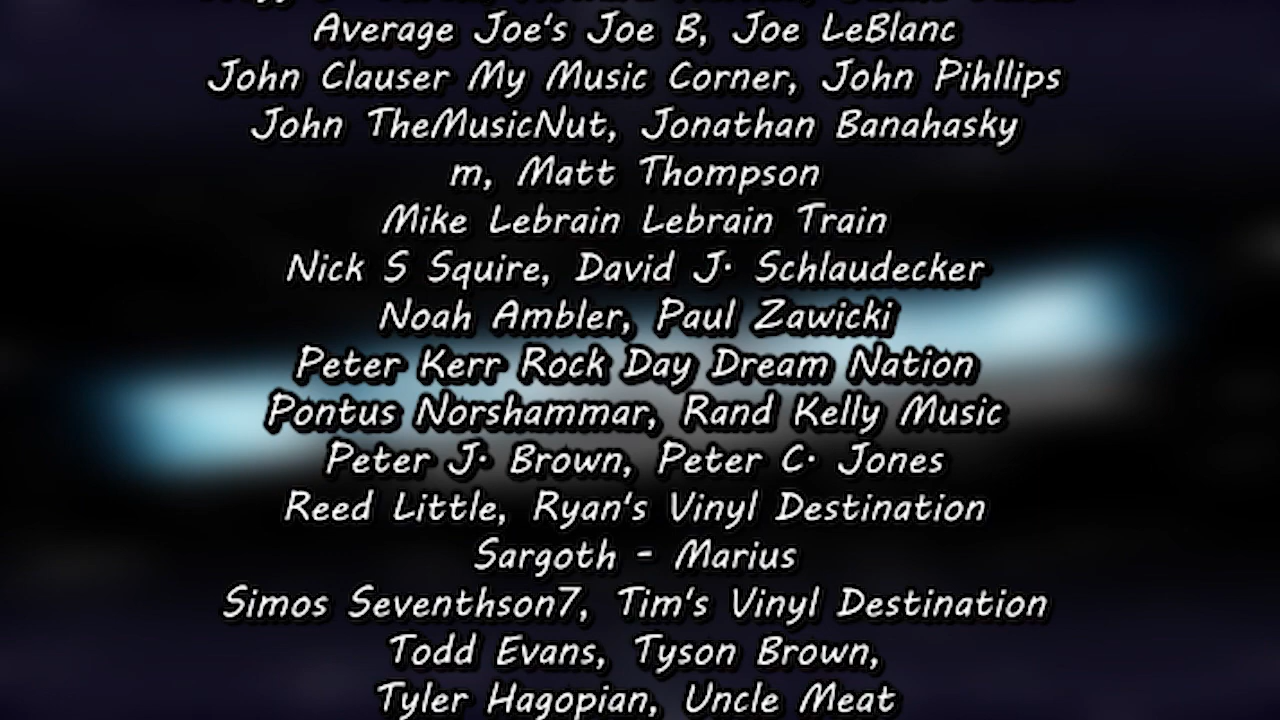 Average Joe's Joe B, Joe LeBlanc
John Clauser My Music Corner, John Pihllips
John TheMusicNut, Jonathan Banahasky
m, Matt Thompson
Mike Lebrain Lebrain Train
Nick S Squire, David J. Schlaudecker
Noah Ambler, Paul Zawicki
Peter Kerr Rock Day Dream Nation
Pontus Norshammar, Rand Kelly Music
Peter J. Brown, Peter C. Jones
Reed Little, Ryan's Vinyl Destination
Sargoth - Marius
Simos Seventhson7, Tim's Vinyl Destination
Todd Evans, Tyson Brown,
Tyler Hagopian, Uncle Meat